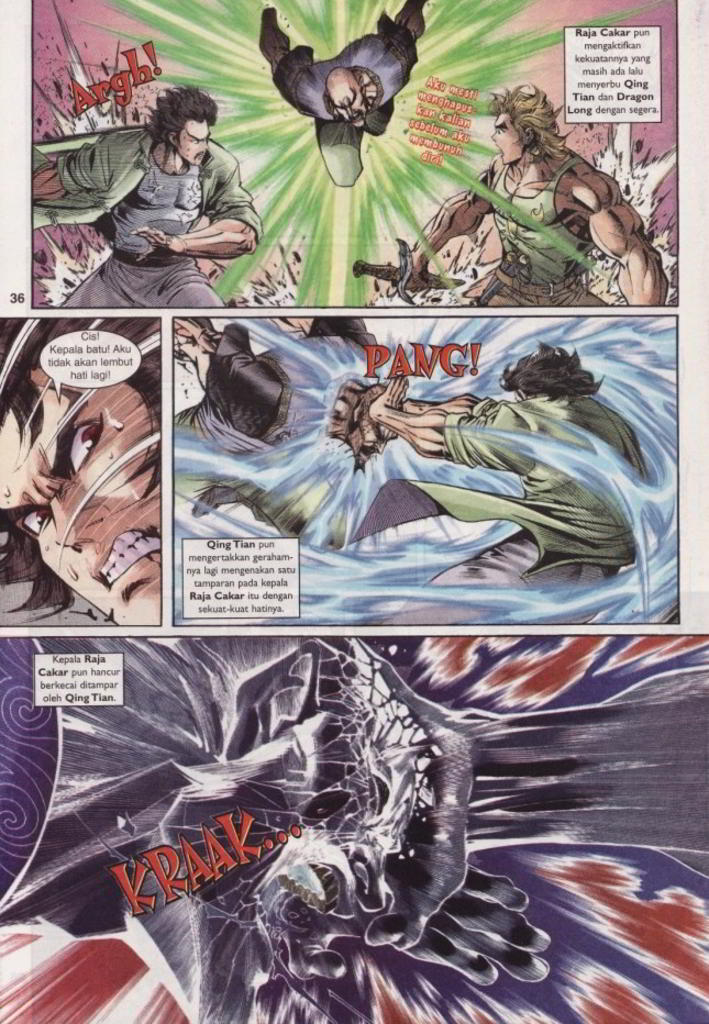 Argh!
Aku mesti
menghapus-
kan kalian
sebelum aku
membunuh
diri!
Raja Cakar pun
mengaktifkan
kekuatannya yang
masih ada lalu
menyerbu Qing
Tian dan Dragon
Long dengan segera.
36
Cis!
Kepala batu! Aku
tidak akan lembut
hati lagi!
PANG!
Qing Tian pun
mengertakkan geraham-
nya lagi mengenakan satu
tamparan pada kepala
Raja Cakar itu dengan
sekuat-kuat hatinya.
Kepala Raja
Cakar pun hancur
berkecai ditampar
oleh Qing Tian.
KRAAK...